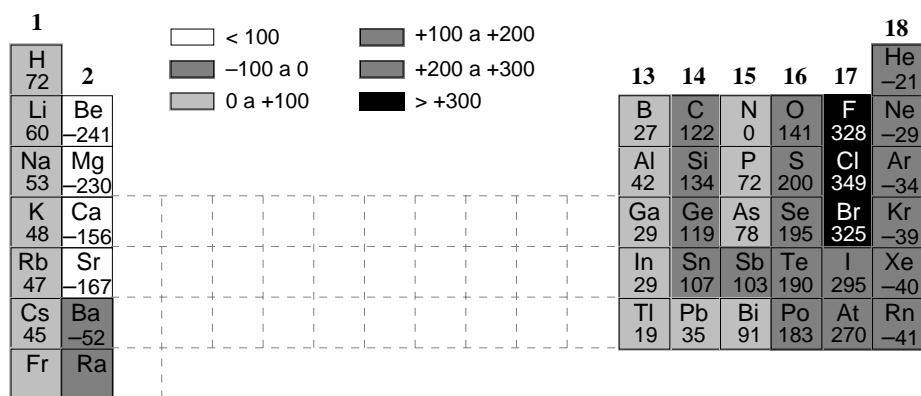 1
18
2
13 14 15 16 17
< 100
–100 a 0
0 a +100
+100 a +200
+200 a +300
> +300
H
72
He
–21
Li Be B C N O F Ne
60 –241 27 122 0 141 328 –29
Na Mg Al Si P S Cl Ar
53 –230 42 134 72 200 349 –34
K Ca Ga Ge As Se Br Kr
48 –156 29 119 78 195 325 –39
Rb Sr In Sn Sb Te I Xe
47 –167 29 107 103 190 295 –40
Cs Ba Tl Pb Bi Po At Rn
45 –52 19 35 91 183 270 –41
Fr Ra